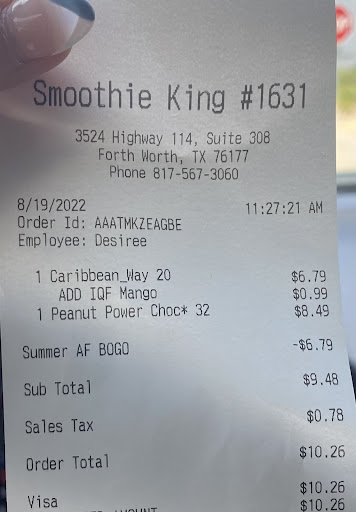 Smoothie King #1631
3524 Highway 114, Suite 308
Forth Worth, TX 76177
Phone 817-567-3060
8/19/2022 11:27:21 AM
Order Id: AAATMKZEAGBE
Employee: Desiree
1 Caribbean_Way 20 $6.79
ADD IQF Mango $0.99
1 Peanut Power Choc* 32 $8.49
Summer AF BOGO -$6.79
Sub Total $9.48
Sales Tax $0.78
Order Total $10.26
Visa $10.26
AMOUNT $10.26